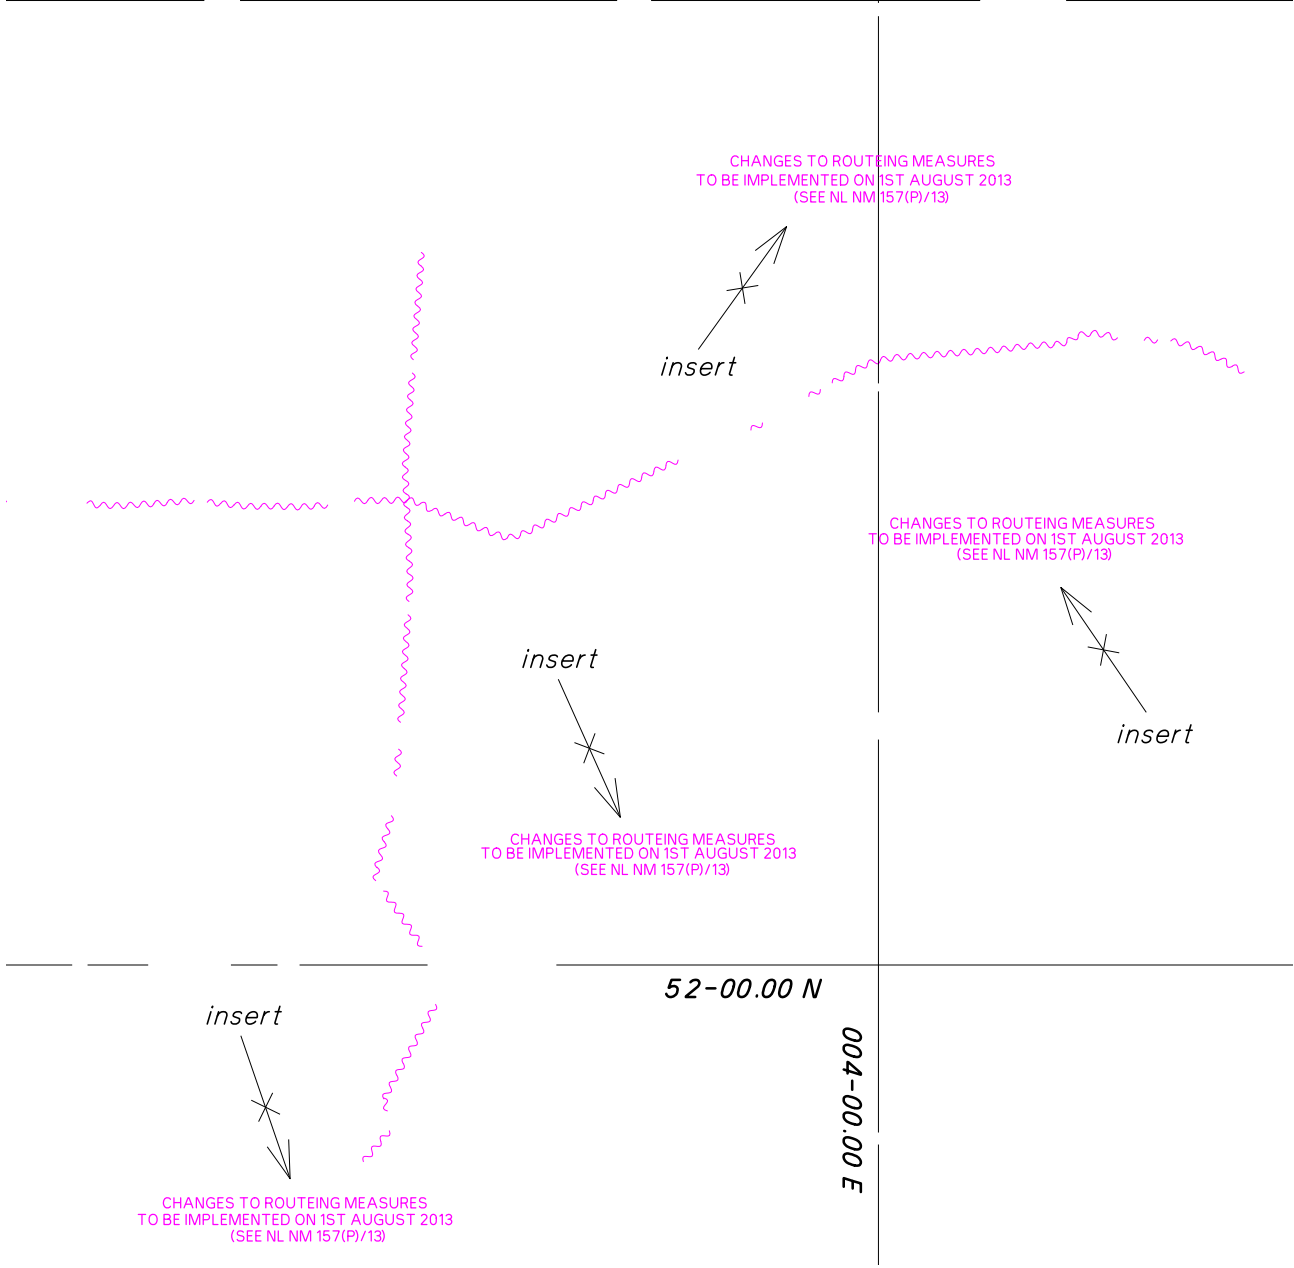 CHANGES TO ROUTEING MEASURES
TO BE IMPLEMENTED ON 1ST AUGUST 2013
(SEE NL NM 157(P)/13)
insert
CHANGES TO ROUTEING MEASURES
TO BE IMPLEMENTED ON 1ST AUGUST 2013
(SEE NL NM 157(P)/13)
insert
insert
CHANGES TO ROUTEING MEASURES
TO BE IMPLEMENTED ON 1ST AUGUST 2013
(SEE NL NM 157(P)/13)
52-00.00 N
004-00.00 E
insert
CHANGES TO ROUTEING MEASURES
TO BE IMPLEMENTED ON 1ST AUGUST 2013
(SEE NL NM 157(P)/13)